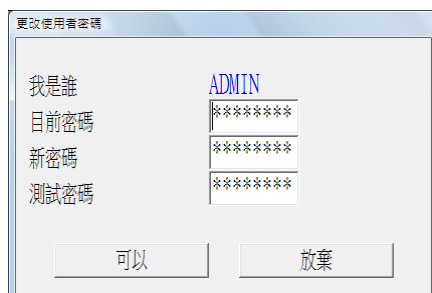 更改使用者密碼
我是誰 ADMIN
目前密碼 ********
新密碼 ********
測試密碼 ********
可以 放棄